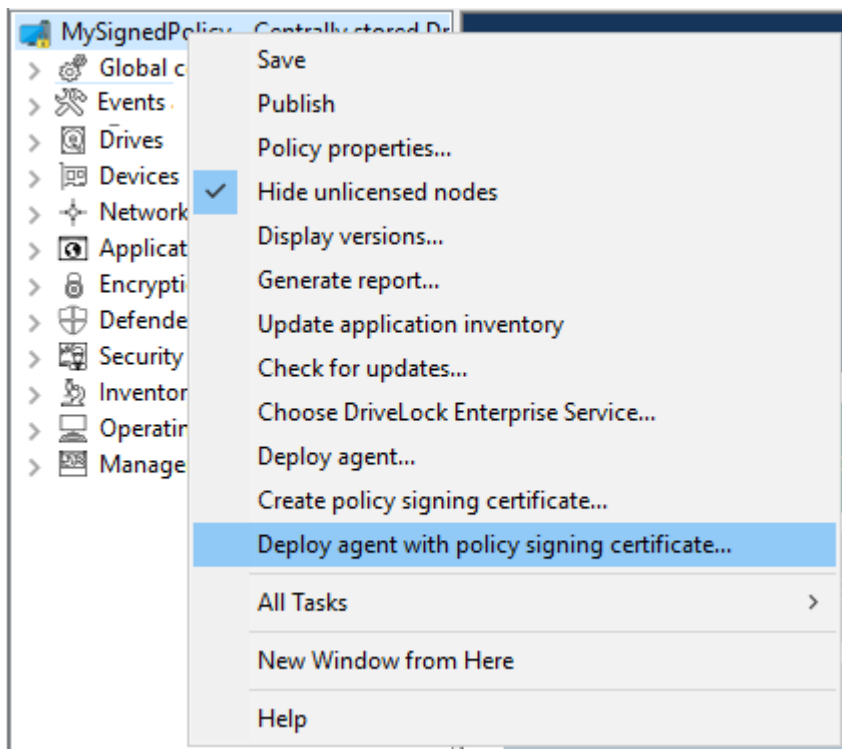 MySignedPolicy - Centrally stored Dr
Global c
Events
Drives
Devices
Network
Applicat
Encrypti
Defende
Security
Inventor
Operatin
Manage
Save
Publish
Policy properties...
Hide unlicensed nodes
Display versions...
Generate report...
Update application inventory
Check for updates...
Choose DriveLock Enterprise Service...
Deploy agent...
Create policy signing certificate...
Deploy agent with policy signing certificate...
All Tasks
New Window from Here
Help